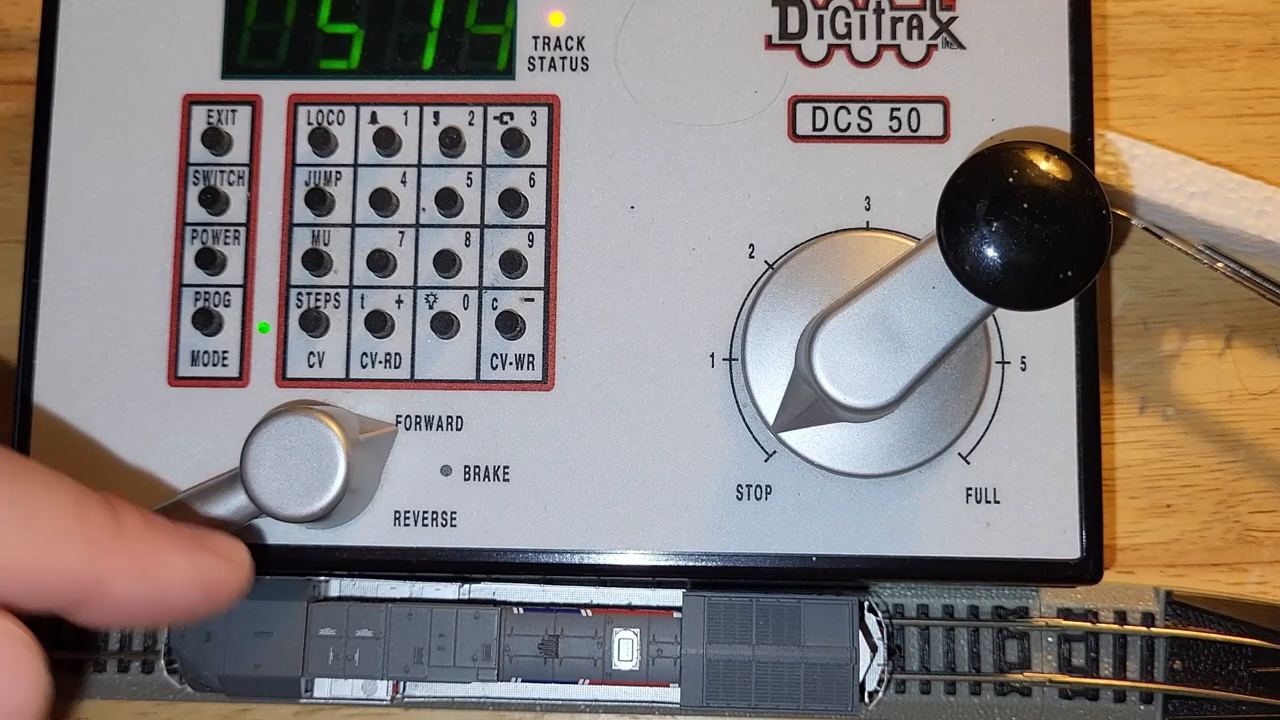 574
TRACK
STATUS
DIGITRAX
INC.
DCS 50
EXIT
LOCO
1
2
3
SWITCH
JUMP
4
5
6
POWER
MU
7
8
9
PROG
STEPS
t +
0
c −
MODE
CV
CV-RD
CV-WR
FORWARD
BRAKE
REVERSE
3
2
1
5
STOP
FULL